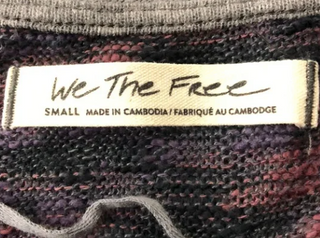 We The Free
SMALL MADE IN CAMBODIA / FABRIQUÉ AU CAMBODGE